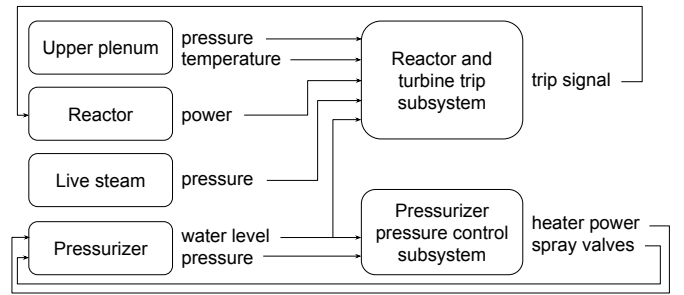 Upper plenum
pressure
temperature
Reactor and
turbine trip
subsystem
trip signal
Reactor
power
Live steam
pressure
Pressurizer
water level
pressure
Pressurizer
pressure control
subsystem
heater power
spray valves